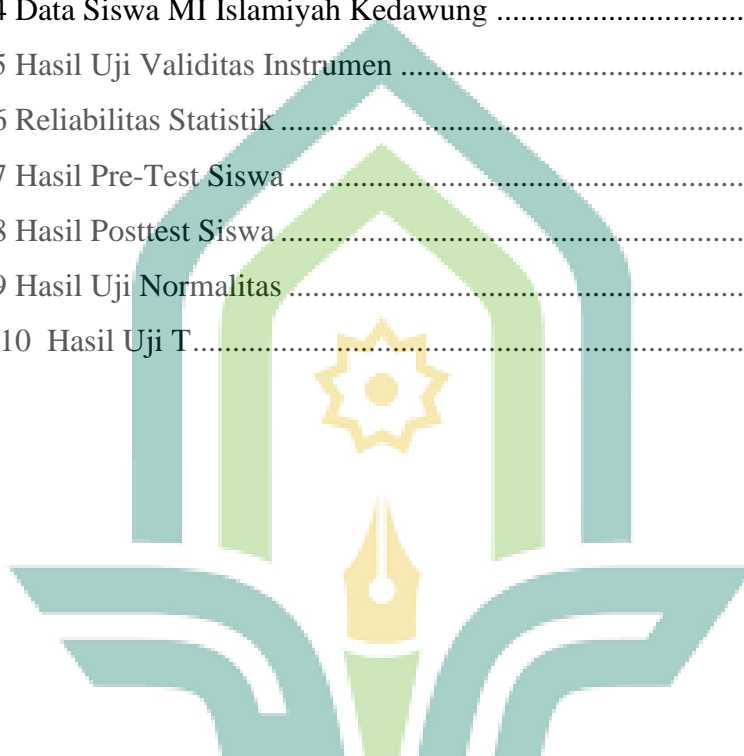 4 Data Siswa MI Islamiyah Kedawung ..............................
5 Hasil Uji Validitas Instrumen ..........................................
6 Reliabilitas Statistik .........................................................
7 Hasil Pre-Test Siswa ........................................................
8 Hasil Posttest Siswa .........................................................
9 Hasil Uji Normalitas ........................................................
10 Hasil Uji T.....................................................................